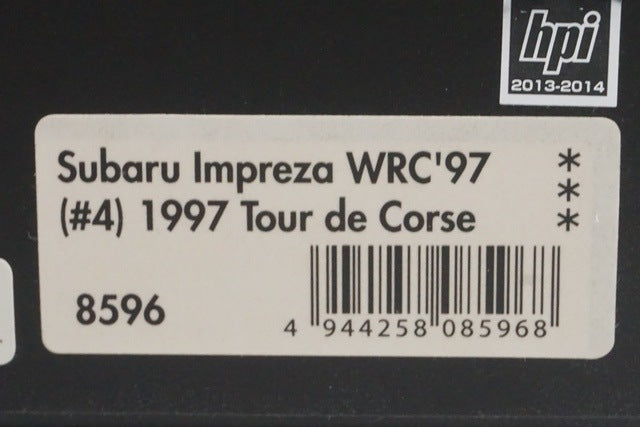 hpi
2013-2014
Subaru Impreza WRC'97
(#4) 1997 Tour de Corse
***
8596
4 944258 085968